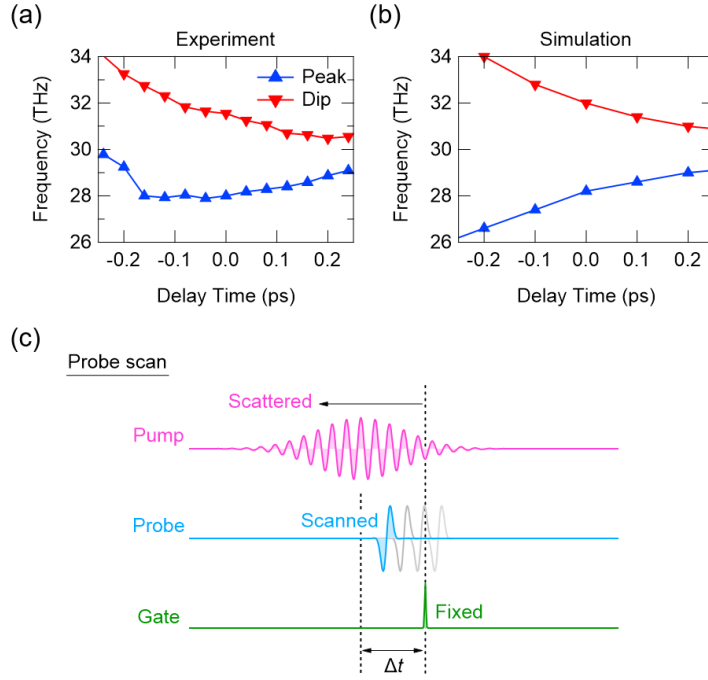 (a)
Experiment
34
32
30
28
26
Frequency (THz)
Peak
Dip
-0.2
-0.1
0.0
0.1
0.2
Delay Time (ps)
(b)
Simulation
34
32
30
28
26
Frequency (THz)
-0.2
-0.1
0.0
0.1
0.2
Delay Time (ps)
(c)
Probe scan
Scattered
Pump
Scanned
Probe
Gate
Fixed
Δt